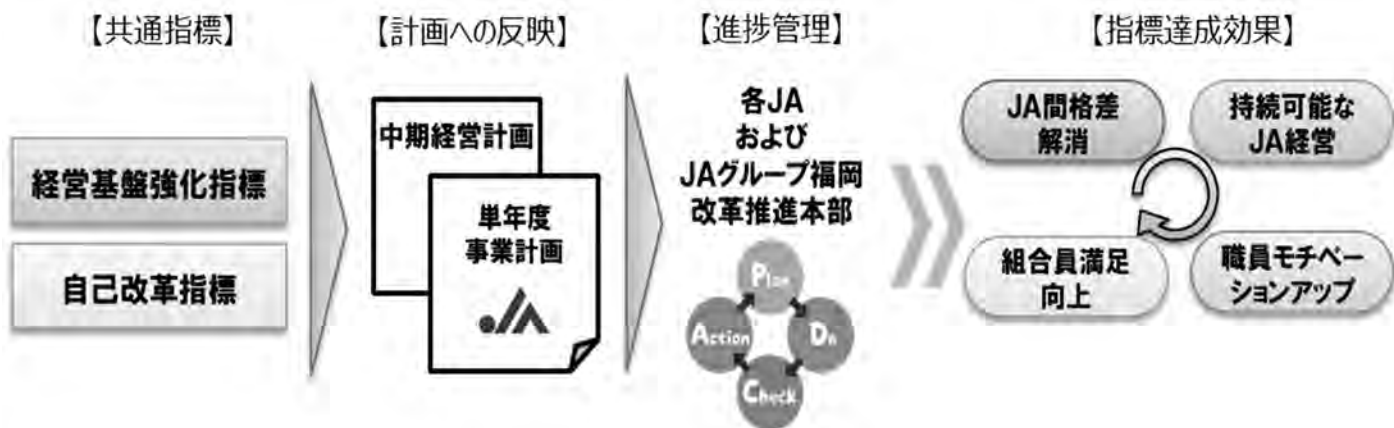 【共通指標】
経営基盤強化指標
自己改革指標
【計画への反映】
中期経営計画
単年度
事業計画
JA
【進捗管理】
各JA
および
JAグループ福岡
改革推進本部
Plan
Do
Check
Action
【指標達成効果】
JA間格差
解消
持続可能な
JA経営
組合員満足
向上
職員モチベー
ションアップ